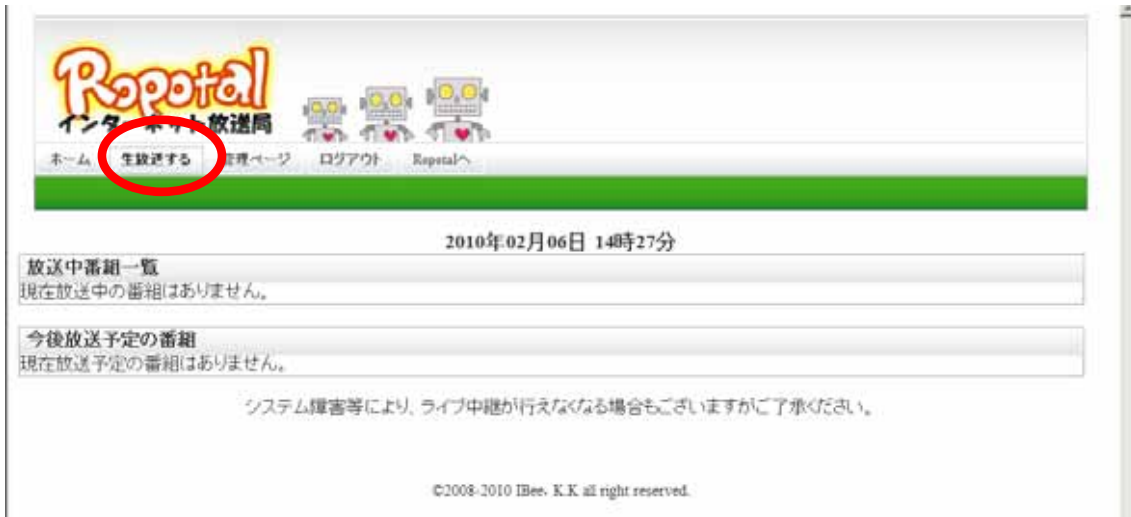 Ropotal
インターネット放送局
ホーム 生放送する 管理ページ ログアウト Ropotalへ
2010年02月06日 14時27分
放送中番組一覧
現在放送中の番組はありません。
今後放送予定の番組
現在放送予定の番組はありません。
システム障害等により、ライブ中継が行えなくなる場合もございますがご了承ください。
©2008-2010 IBee. K.K all right reserved.